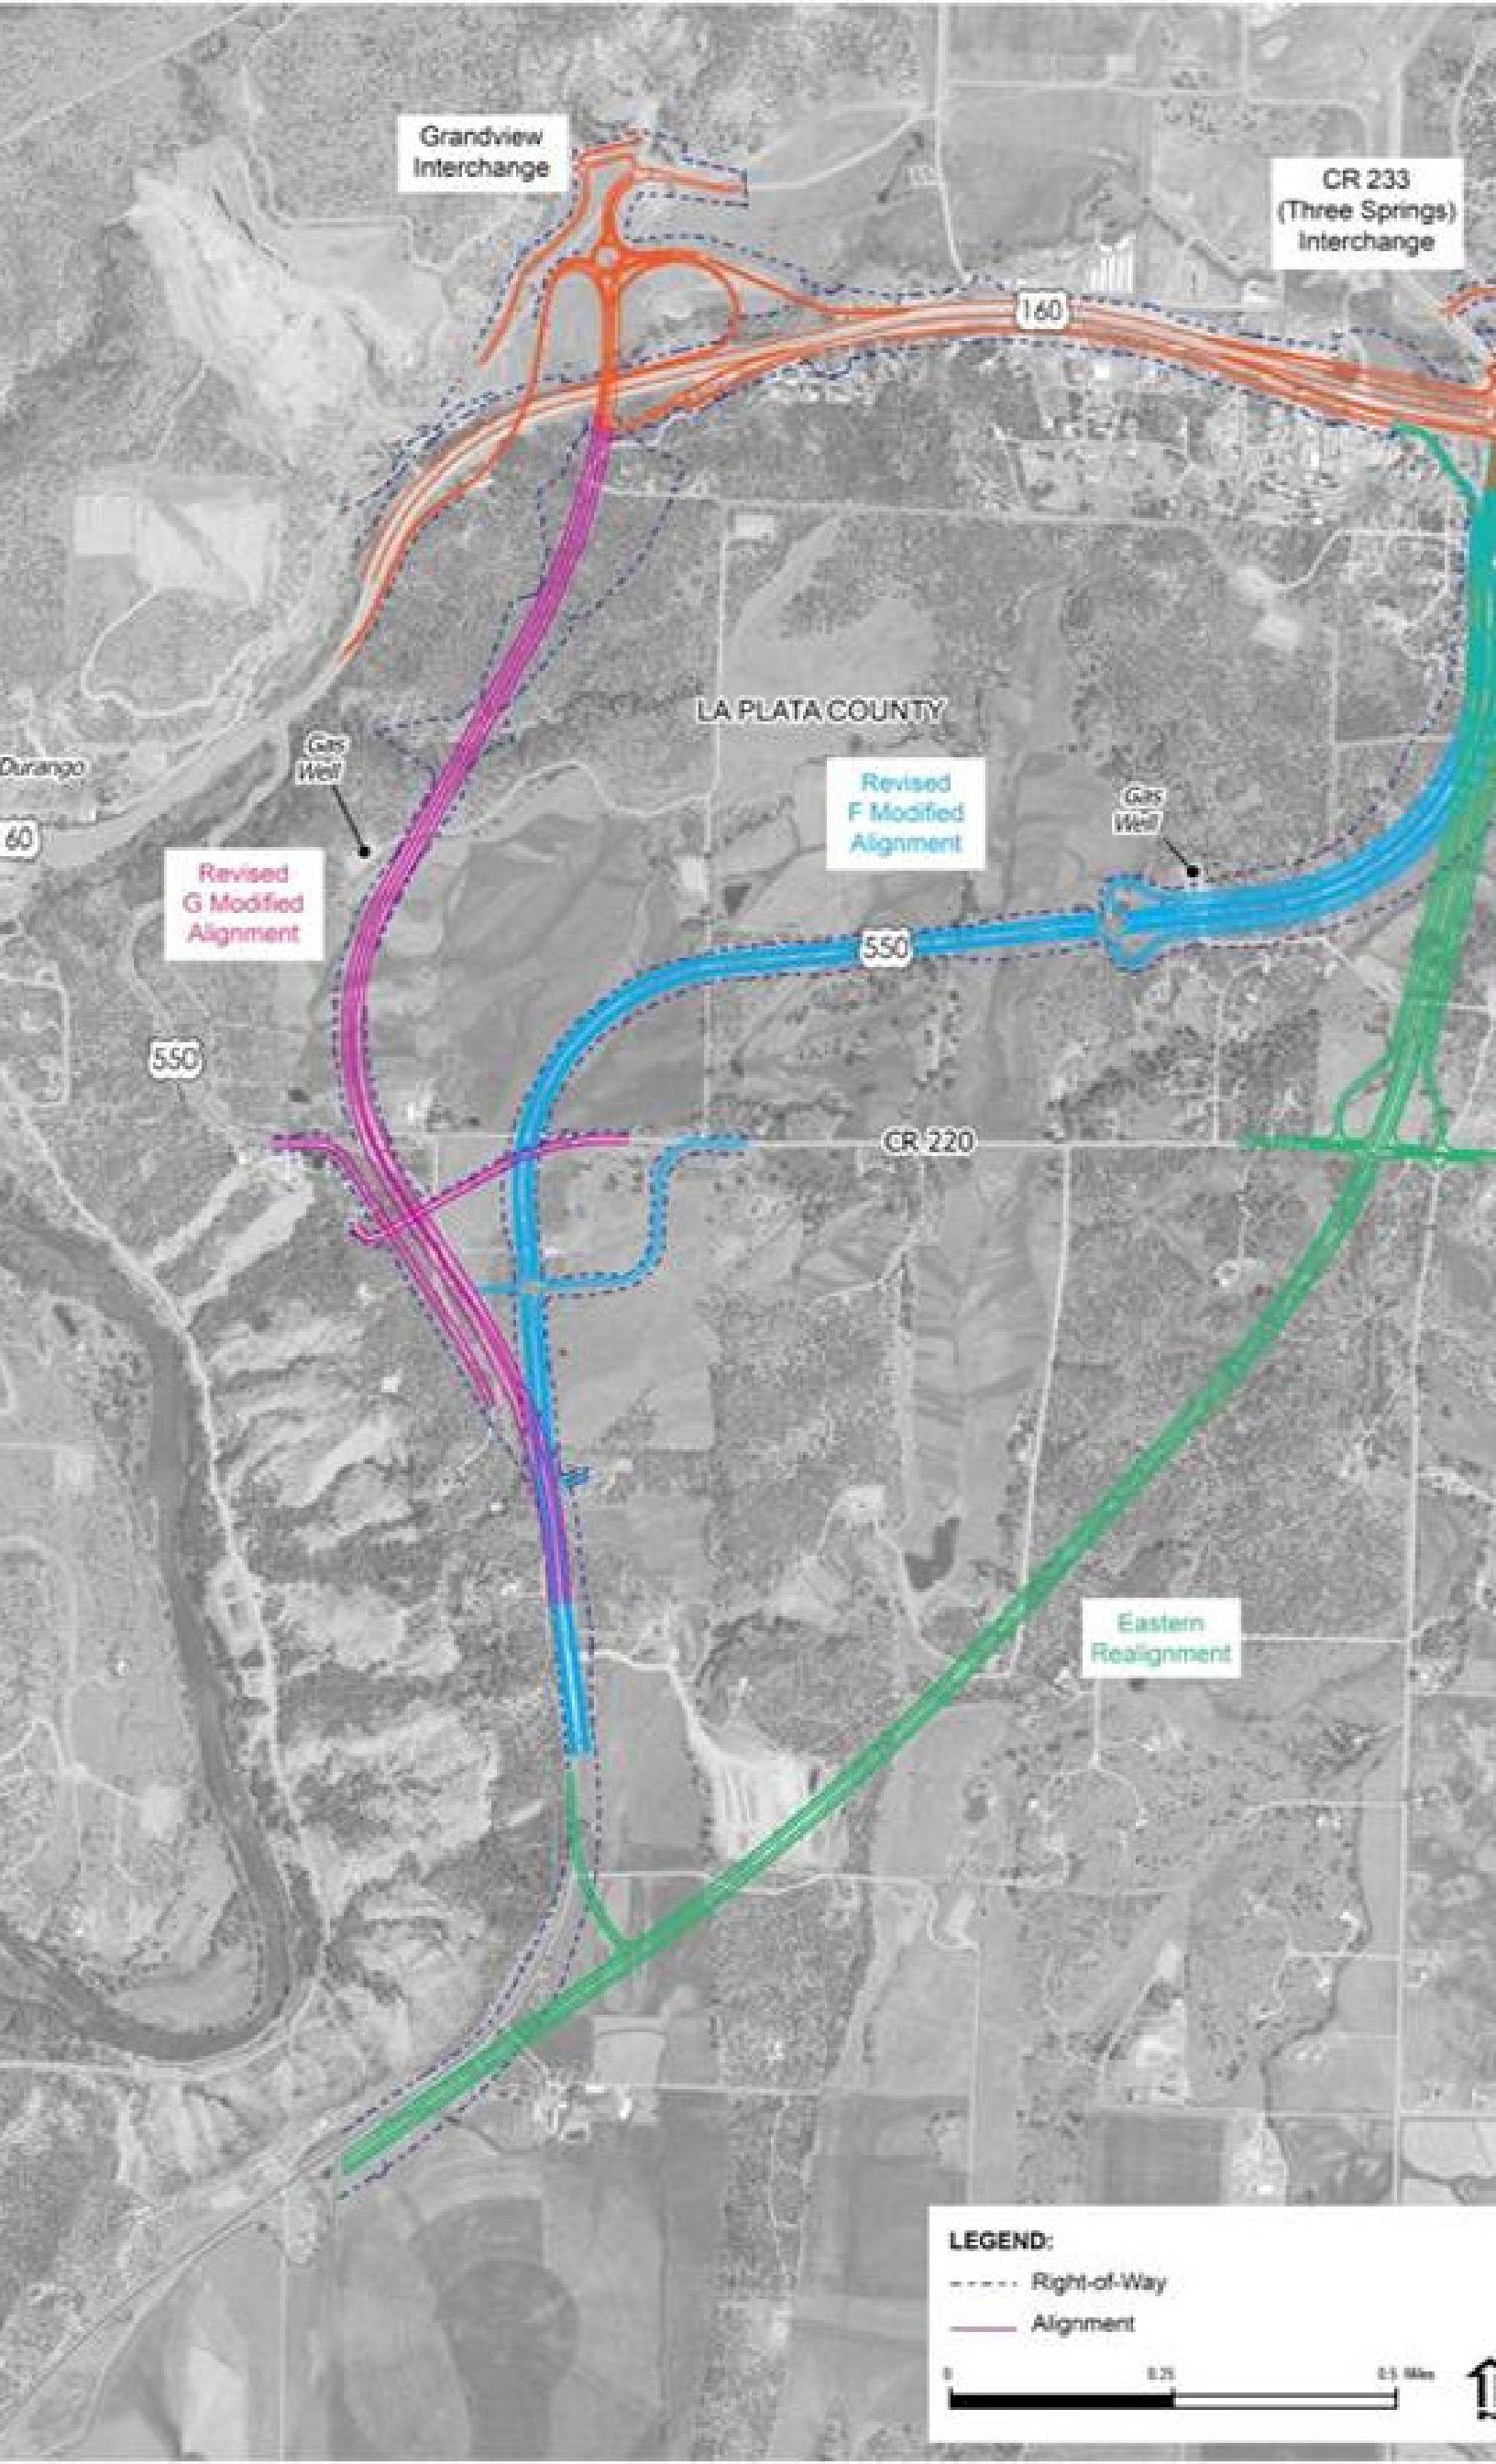 Grandview
Interchange
CR 233
(Three Springs)
Interchange
160
LA PLATA COUNTY
Gas
Well
Durango
60
Revised
F Modified
Alignment
Gas
Well
Revised
G Modified
Alignment
550
550
CR 220
Eastern
Realignment
LEGEND:
Right-of-Way
Alignment
0 0.25 0.5 Miles